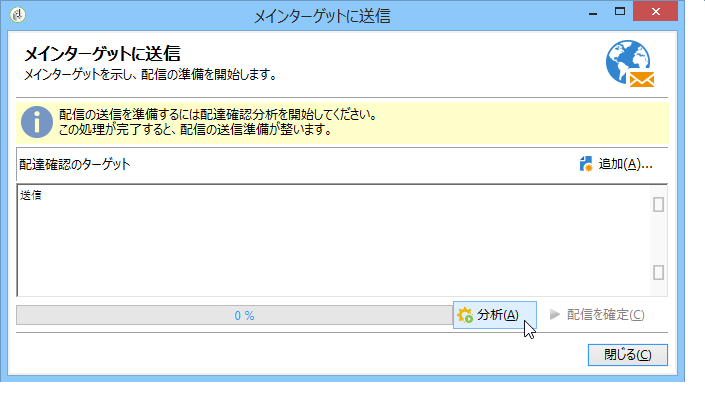 メインターゲットに送信
メインターゲットに送信
メインターゲットを示し、配信の準備を開始します。
配信の送信を準備するには配達確認分析を開始してください。
この処理が完了すると、配信の送信準備が整います。
配達確認のターゲット
追加(A)...
送信
0 %
分析(A)
配信を確定(C)
閉じる(C)